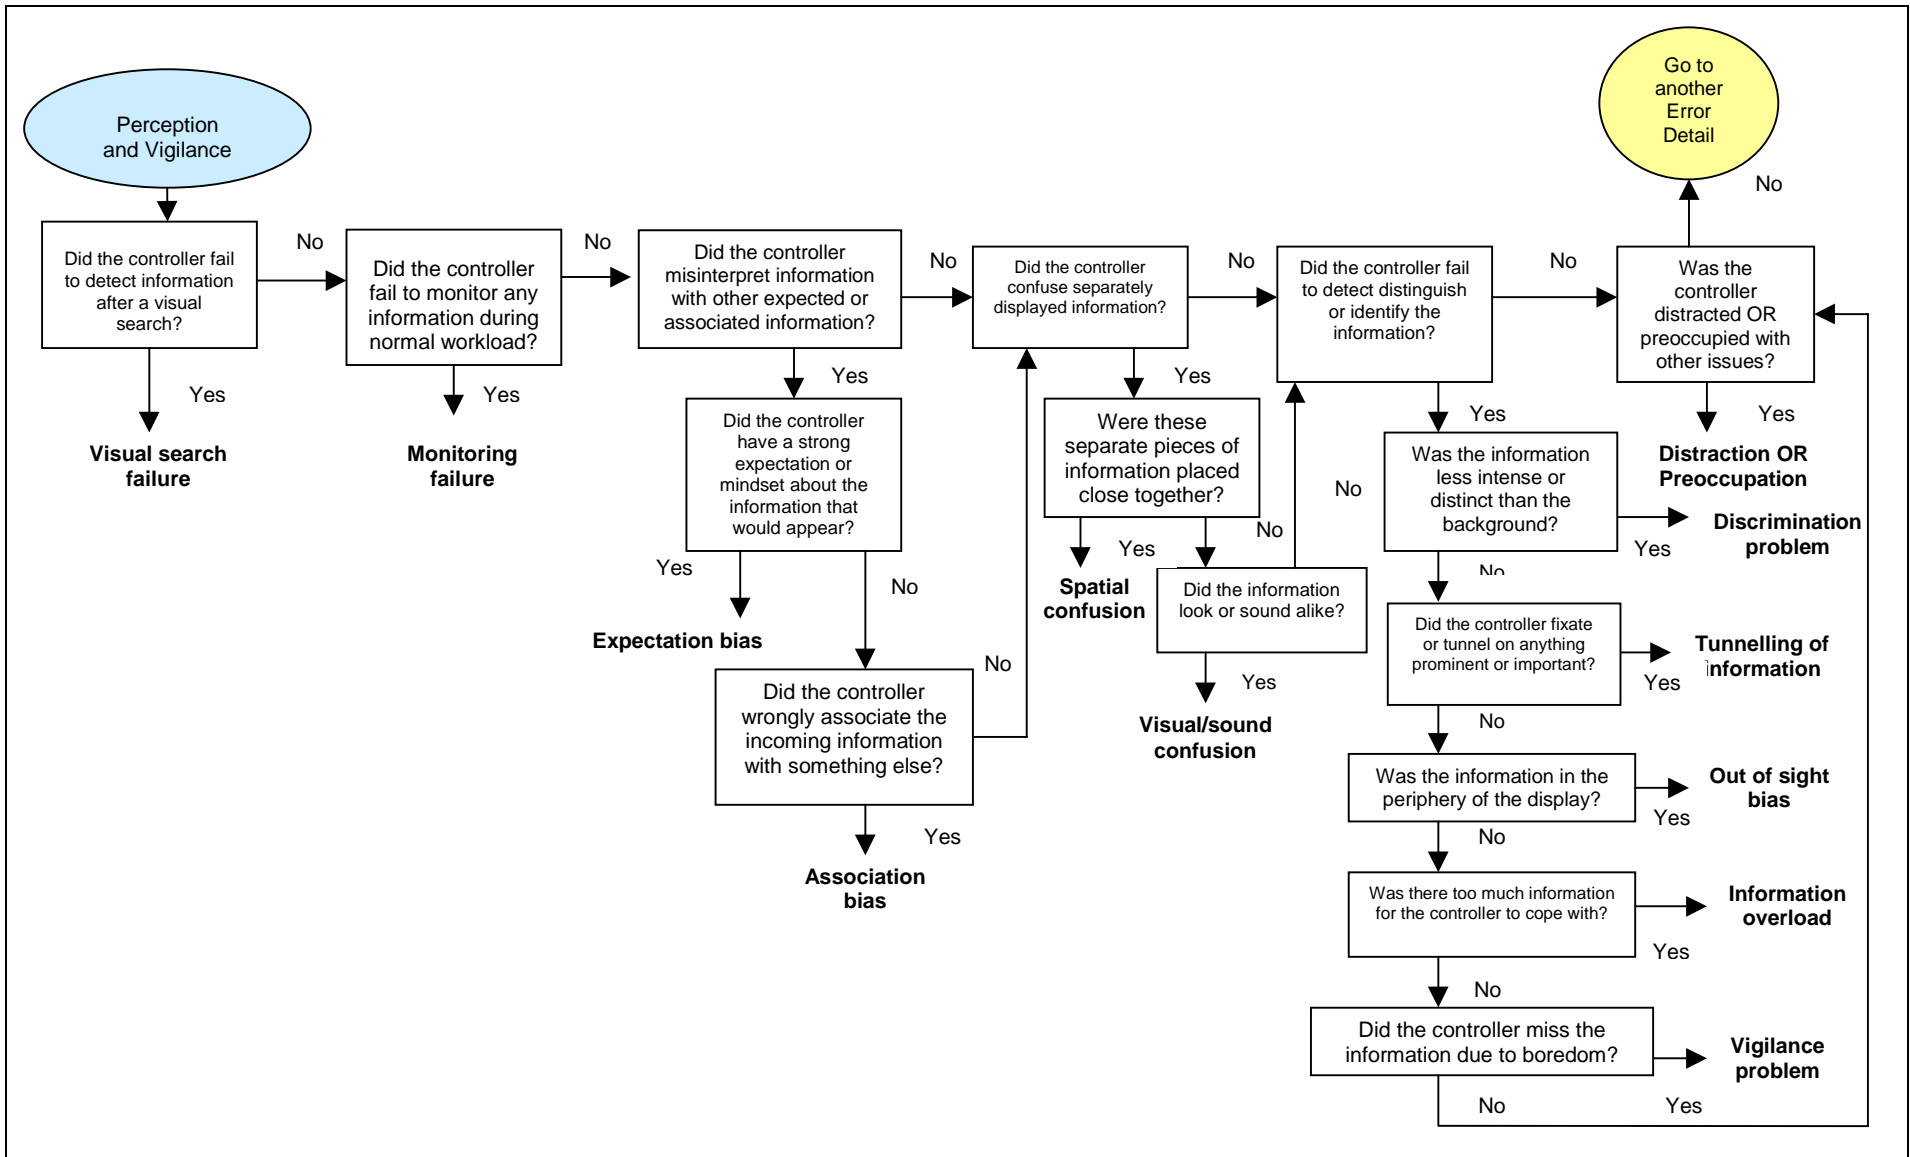 Perception
and Vigilance
Go to
another
Error
Detail
No
Did the controller fail
to detect information
after a visual
search?
No
Yes
Visual search
failure
Did the controller
fail to monitor any
information during
normal workload?
No
Yes
Monitoring
failure
Did the controller
misinterpret information
with other expected or
associated information?
No
Yes
Did the controller
have a strong
expectation or
mindset about the
information that
would appear?
Yes
Expectation bias
No
Did the controller
wrongly associate the
incoming information
with something else?
No
Yes
Association
bias
Did the controller
confuse separately
displayed information?
No
Yes
Were these
separate pieces of
information placed
close together?
Yes
Spatial
confusion
No
Did the information
look or sound alike?
No
Yes
Visual/sound
confusion
Did the controller fail
to detect distinguish
or identify the
information?
No
Yes
Was the information
less intense or
distinct than the
background?
Yes
Discrimination
problem
No
Did the controller fixate
or tunnel on anything
prominent or important?
Yes
Tunnelling of
information
No
Was the information in the
periphery of the display?
Yes
Out of sight
bias
No
Was there too much information
for the controller to cope with?
Yes
Information
overload
No
Did the controller miss the
information due to boredom?
Yes
Vigilance
problem
No
Was the
controller
distracted OR
preoccupied with
other issues?
Yes
Distraction OR
Preoccupation